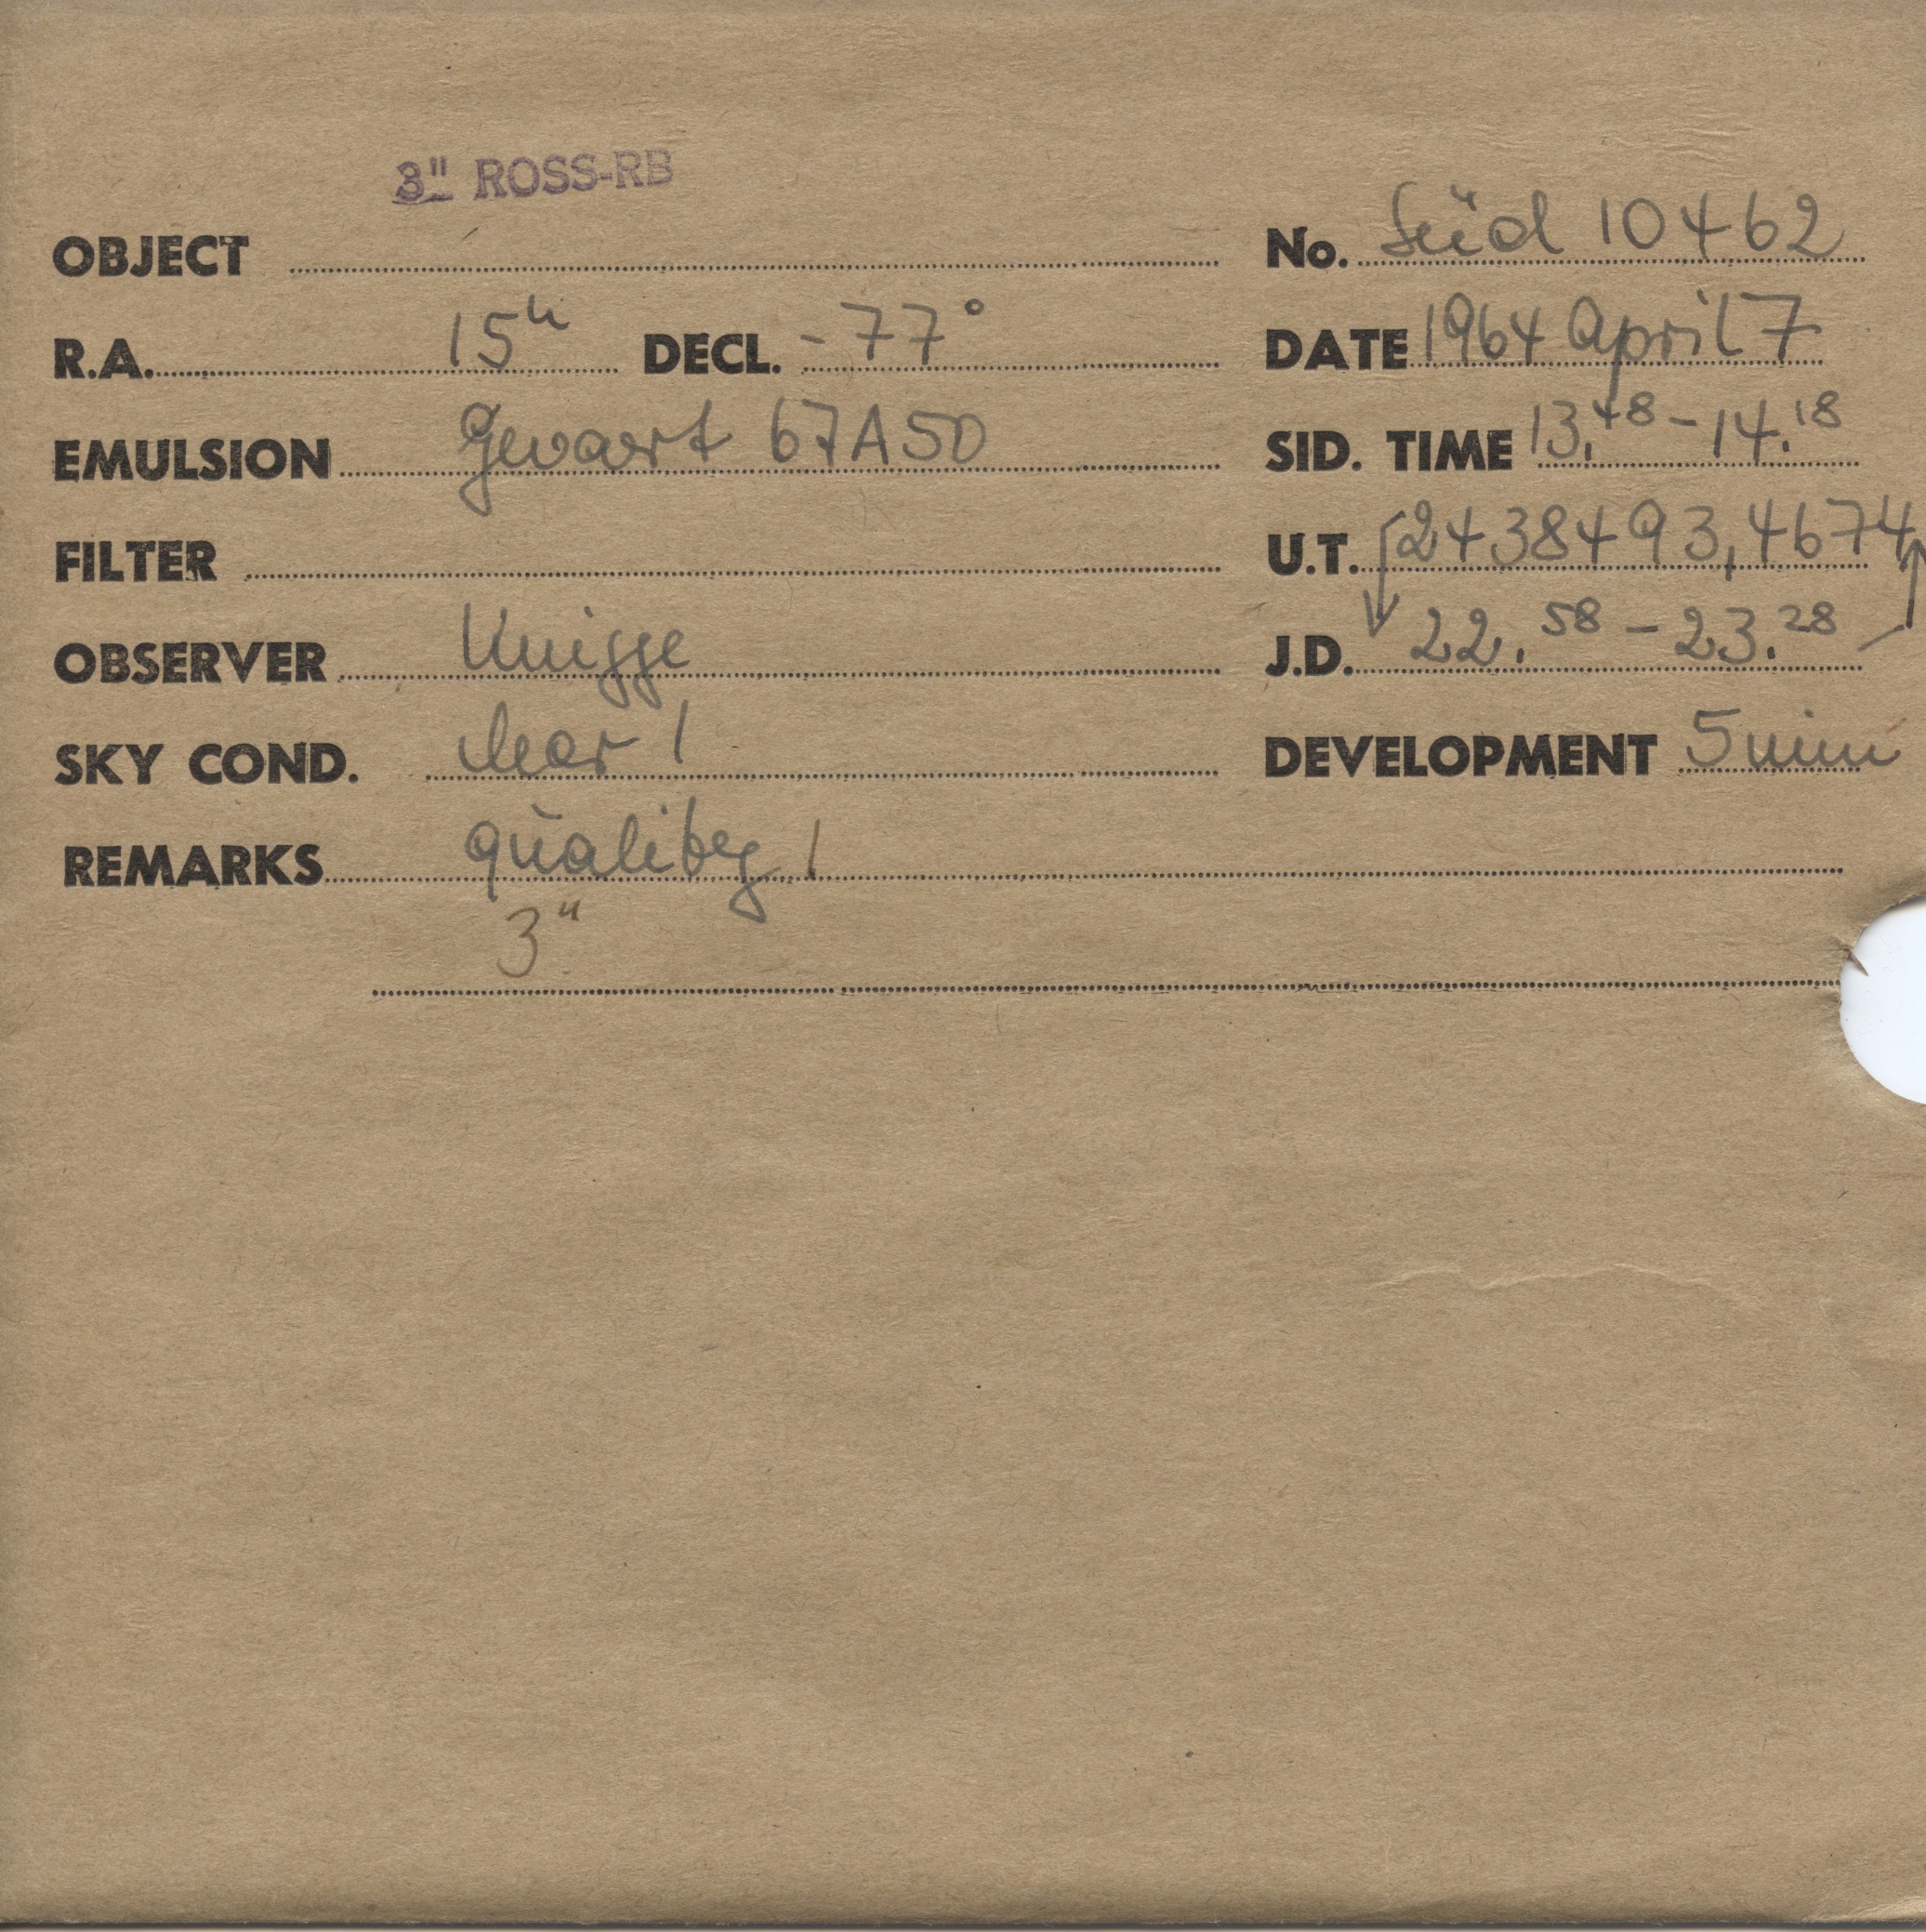 3" ROSS-RB
OBJECT No. Süd 10462
R.A. 15h DECL. -77° DATE 1964 April 7
EMULSION Gevaert 67A50 SID. TIME 13.48 - 14.18
FILTER U.T. 2438493,4674
OBSERVER Knigge J.D. 22.58 - 23.28
SKY COND. clear 1 DEVELOPMENT 5 min
REMARKS quality 1
3"